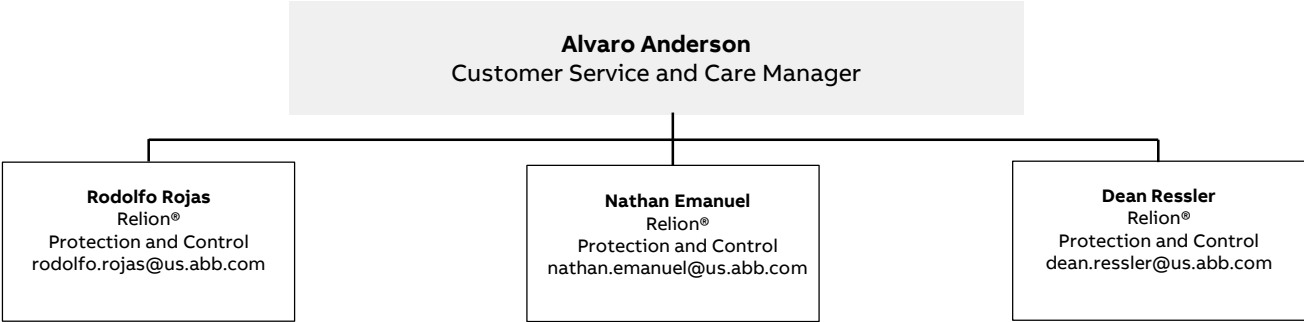 Alvaro Anderson
Customer Service and Care Manager
Rodolfo Rojas
Relion®
Protection and Control
rodolfo.rojas@us.abb.com
Nathan Emanuel
Relion®
Protection and Control
nathan.emanuel@us.abb.com
Dean Ressler
Relion®
Protection and Control
dean.ressler@us.abb.com